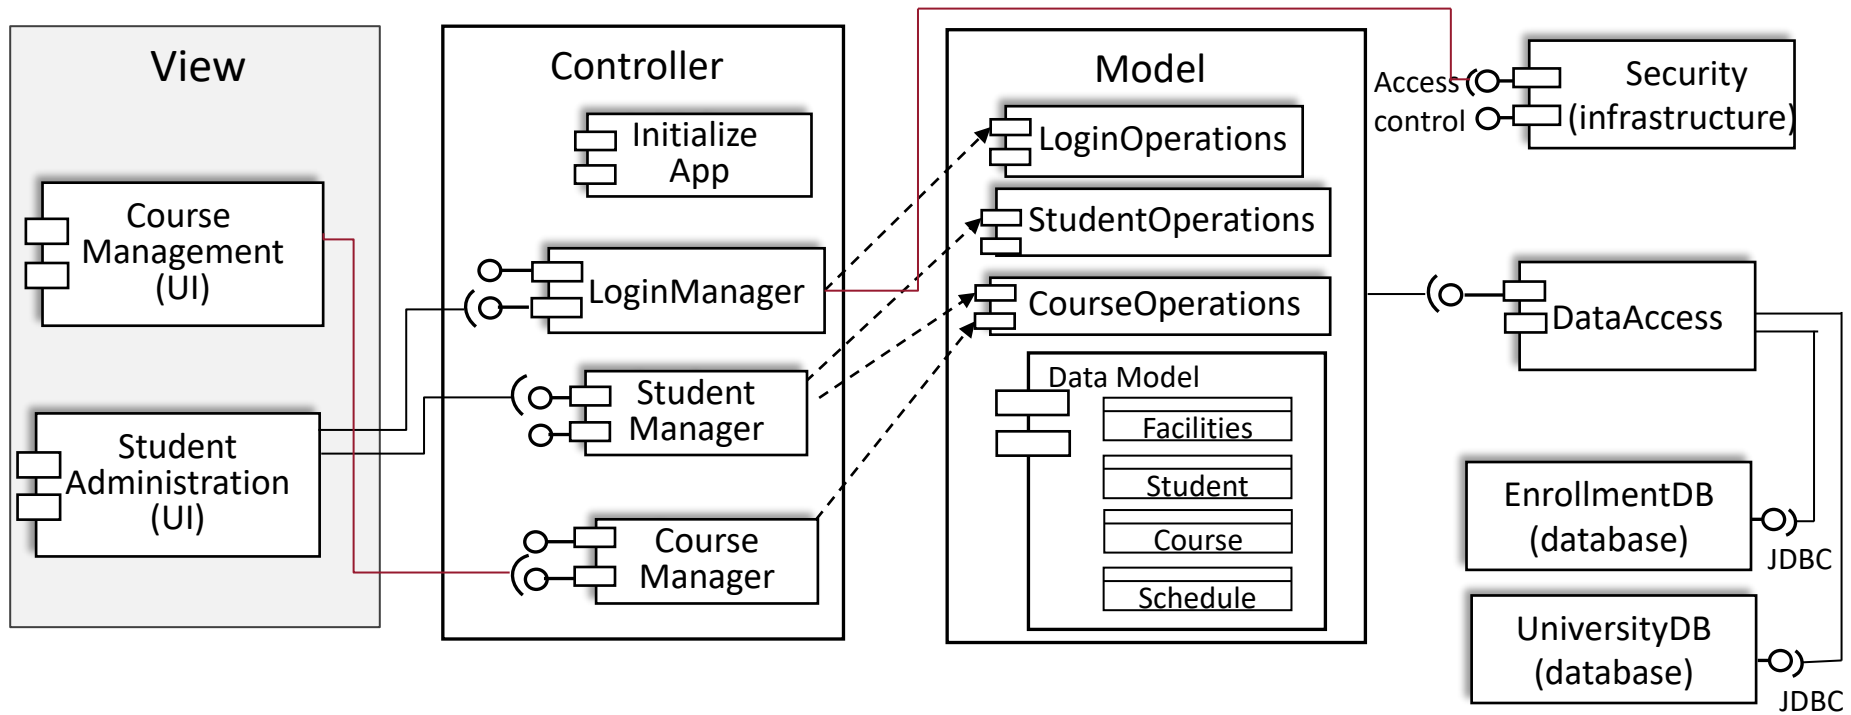 View
Course
Management
(UI)
Student
Administration
(UI)
Controller
Initialize
App
LoginManager
Student
Manager
Course
Manager
Model
LoginOperations
StudentOperations
CourseOperations
Data Model
Facilities
Student
Course
Schedule
Access
control
Security
(infrastructure)
DataAccess
EnrollmentDB
(database)
JDBC
UniversityDB
(database)
JDBC